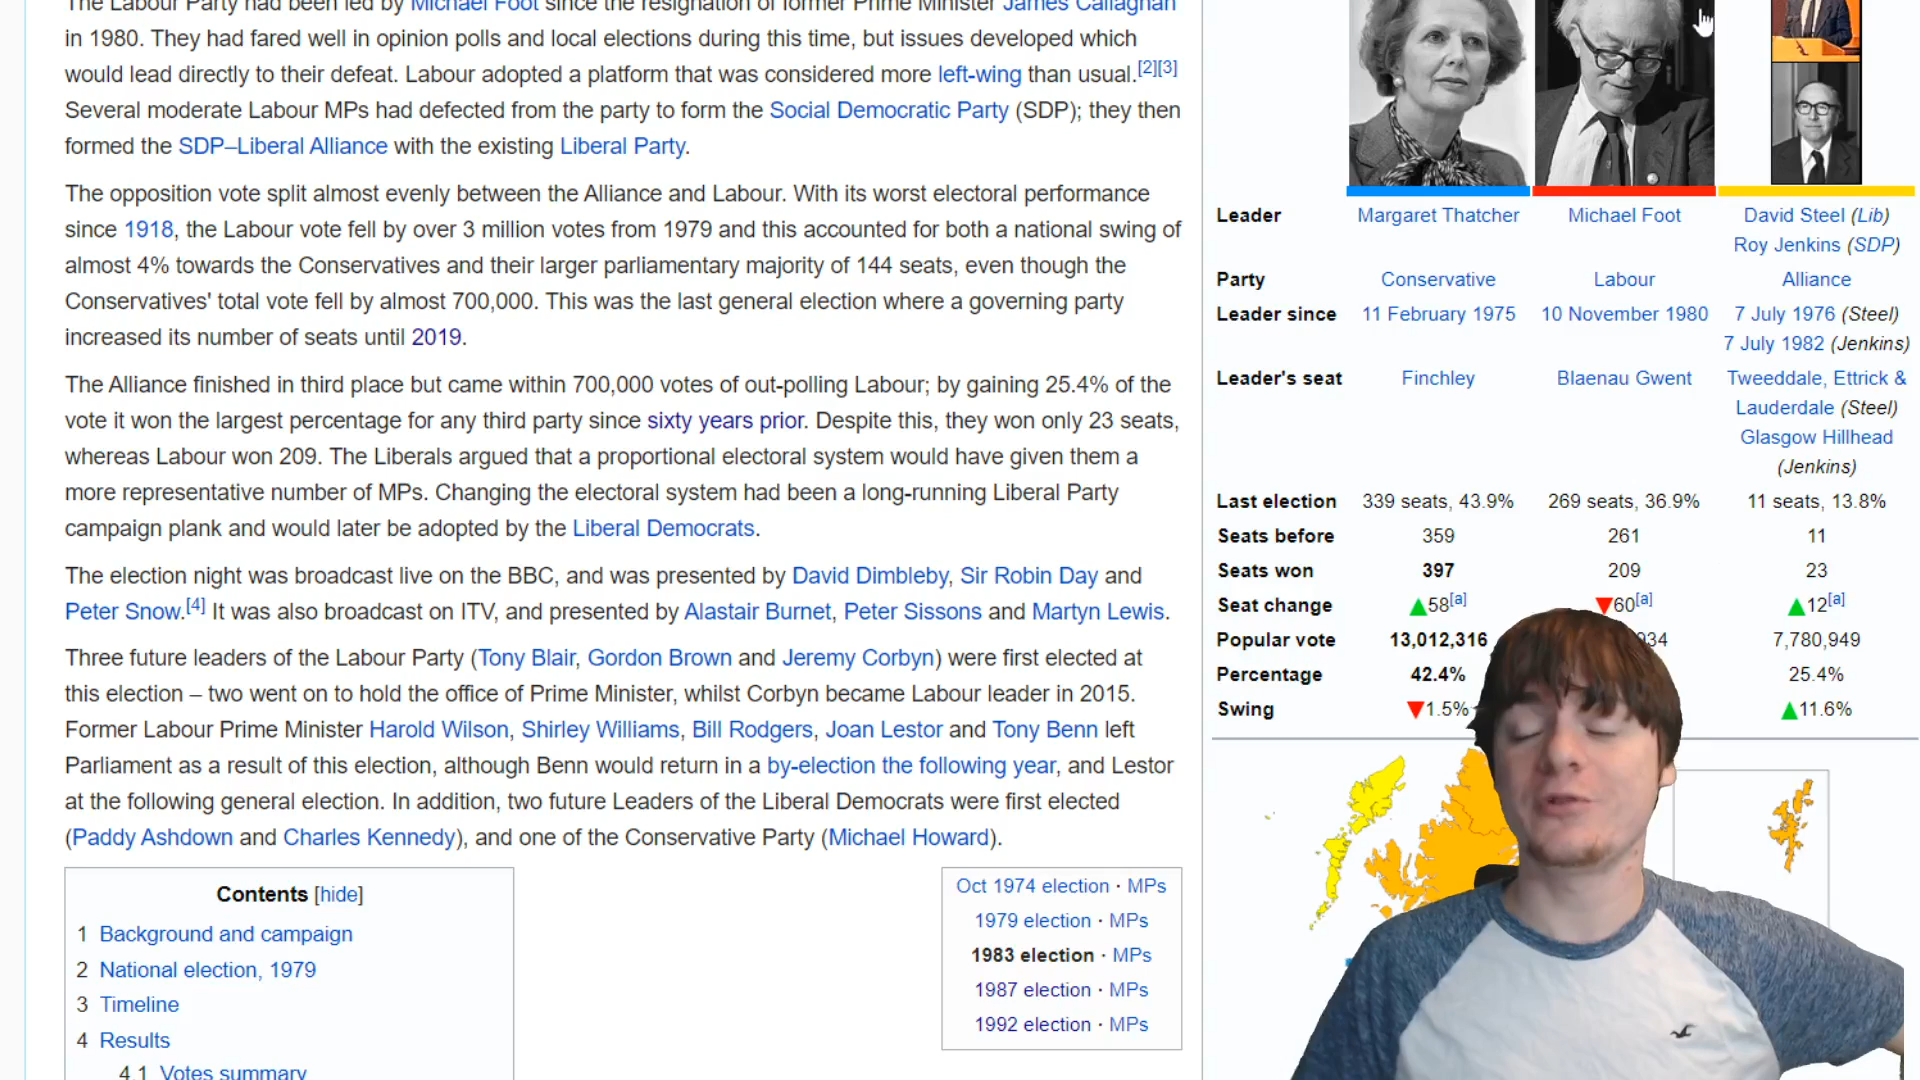 The Labour Party had been led by Michael Foot since the resignation of former Prime Minister James Callaghan
in 1980. They had fared well in opinion polls and local elections during this time, but issues developed which
would lead directly to their defeat. Labour adopted a platform that was considered more left-wing than usual.[2][3]
Several moderate Labour MPs had defected from the party to form the Social Democratic Party (SDP); they then
formed the SDP–Liberal Alliance with the existing Liberal Party.
The opposition vote split almost evenly between the Alliance and Labour. With its worst electoral performance
since 1918, the Labour vote fell by over 3 million votes from 1979 and this accounted for both a national swing of
almost 4% towards the Conservatives and their larger parliamentary majority of 144 seats, even though the
Conservatives' total vote fell by almost 700,000. This was the last general election where a governing party
increased its number of seats until 2019.
The Alliance finished in third place but came within 700,000 votes of out-polling Labour; by gaining 25.4% of the
vote it won the largest percentage for any third party since sixty years prior. Despite this, they won only 23 seats,
whereas Labour won 209. The Liberals argued that a proportional electoral system would have given them a
more representative number of MPs. Changing the electoral system had been a long-running Liberal Party
campaign plank and would later be adopted by the Liberal Democrats.
The election night was broadcast live on the BBC, and was presented by David Dimbleby, Sir Robin Day and
Peter Snow.[4] It was also broadcast on ITV, and presented by Alastair Burnet, Peter Sissons and Martyn Lewis.
Three future leaders of the Labour Party (Tony Blair, Gordon Brown and Jeremy Corbyn) were first elected at
this election – two went on to hold the office of Prime Minister, whilst Corbyn became Labour leader in 2015.
Former Labour Prime Minister Harold Wilson, Shirley Williams, Bill Rodgers, Joan Lestor and Tony Benn left
Parliament as a result of this election, although Benn would return in a by-election the following year, and Lestor
at the following general election. In addition, two future Leaders of the Liberal Democrats were first elected
(Paddy Ashdown and Charles Kennedy), and one of the Conservative Party (Michael Howard).
Contents [hide]
1 Background and campaign
2 National election, 1979
3 Timeline
4 Results
4.1 Votes summary
Oct 1974 election · MPs
1979 election · MPs
1983 election · MPs
1987 election · MPs
1992 election · MPs
Leader Margaret Thatcher Michael Foot David Steel (Lib)
Roy Jenkins (SDP)
Party Conservative Labour Alliance
Leader since 11 February 1975 10 November 1980 7 July 1976 (Steel)
7 July 1982 (Jenkins)
Leader's seat Finchley Blaenau Gwent Tweeddale, Ettrick &
Lauderdale (Steel)
Glasgow Hillhead
(Jenkins)
Last election 339 seats, 43.9% 269 seats, 36.9% 11 seats, 13.8%
Seats before 359 261 11
Seats won 397 209 23
Seat change ▲58[a] ▼60[a] ▲12[a]
Popular vote 13,012,316 934 7,780,949
Percentage 42.4% 25.4%
Swing ▼1.5% ▲11.6%